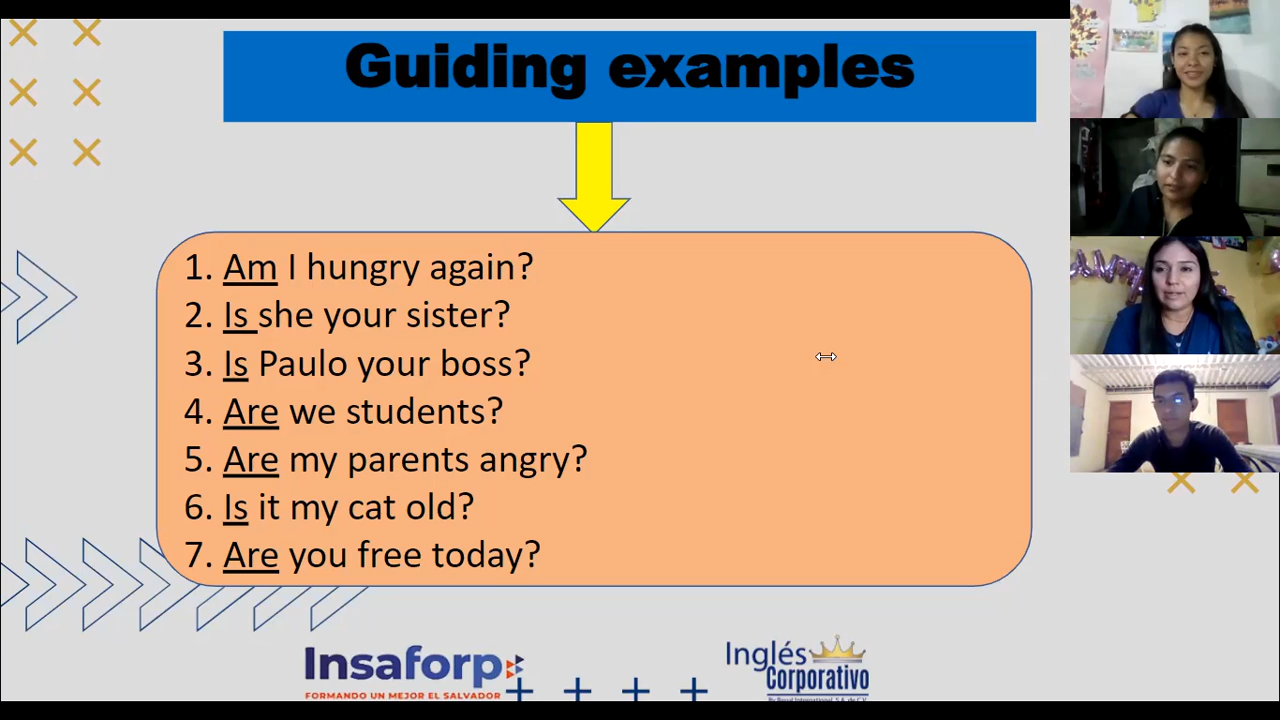 Guiding examples
1. Am I hungry again?
2. Is she your sister?
3. Is Paulo your boss?
4. Are we students?
5. Are my parents angry?
6. Is it my cat old?
7. Are you free today?
Insaforp
FORMANDO UN MEJOR EL SALVADOR
Inglés
Corporativo